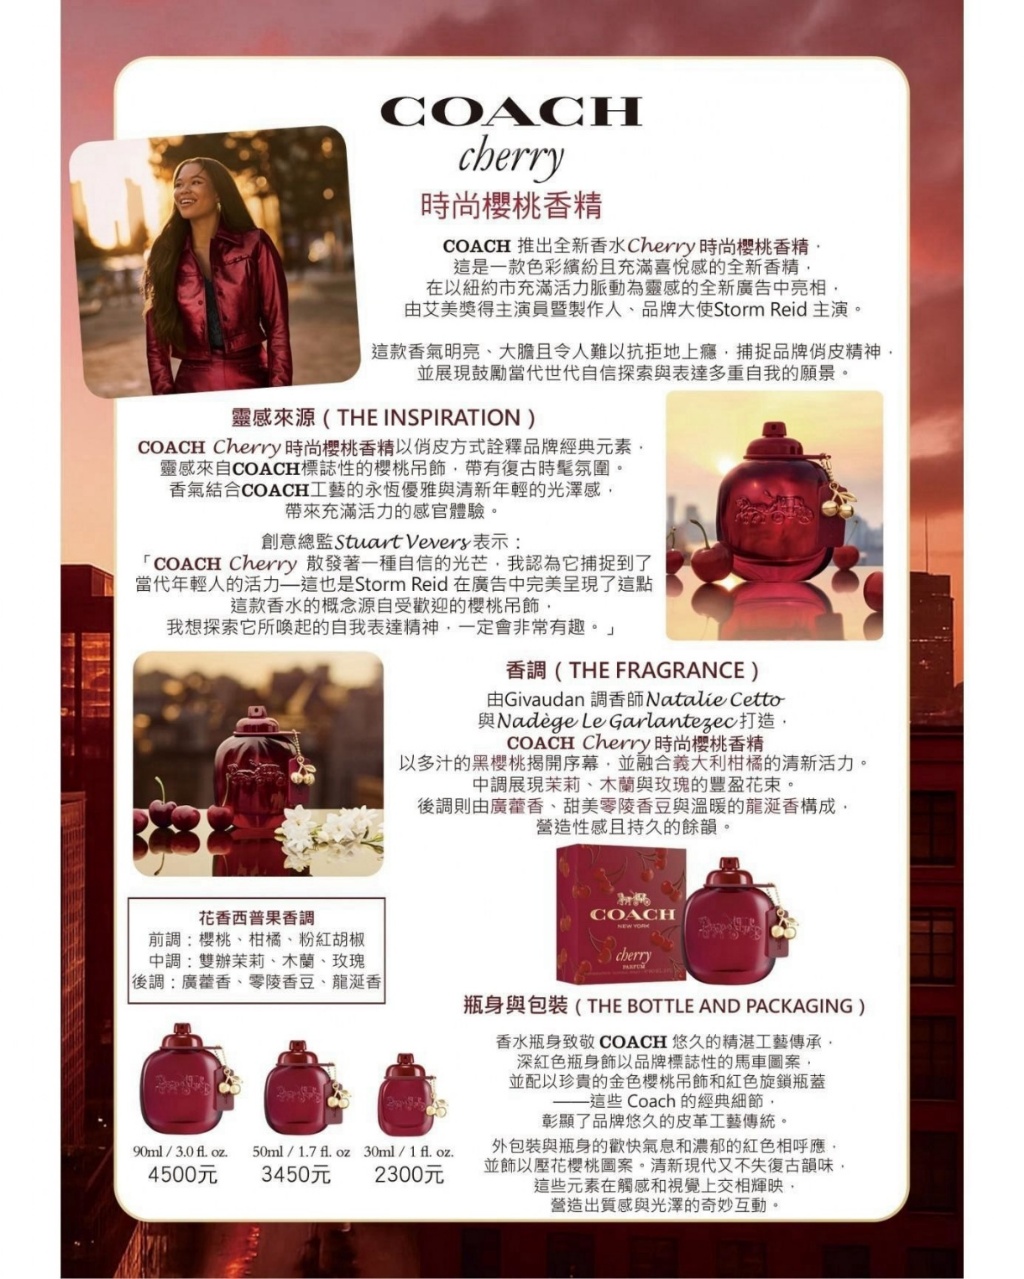 COACH
cherry
時尚櫻桃香精
COACH 推出全新香水Cherry 時尚櫻桃香精，
這是一款色彩繽紛且充滿喜悅感的全新香精，
在以紐約市充滿活力脈動為靈感的全新廣告中亮相，
由艾美獎得主演員暨製作人、品牌大使Storm Reid 主演。
這款香氣明亮、大膽且令人難以抗拒地上癮，捕捉品牌俏皮精神，
並展現鼓勵當代世代自信探索與表達多重自我的願景。
靈感來源 ( THE INSPIRATION )
COACH Cherry 時尚櫻桃香精以俏皮方式詮釋品牌經典元素，
靈感來自COACH標誌性的櫻桃吊飾，帶有復古時髦氛圍。
香氣結合COACH工藝的永恆優雅與清新年輕的光澤感，
帶來充滿活力的感官體驗。
創意總監Stuart Vevers 表示：
「COACH Cherry 散發著一種自信的光芒，我認為它捕捉到了
當代年輕人的活力—這也是Storm Reid 在廣告中完美呈現了這點
這款香水的概念源自受歡迎的櫻桃吊飾，
我想探索它所喚起的自我表達精神，一定會非常有趣。」
香調 ( THE FRAGRANCE )
由Givaudan 調香師Natalie Cetto
與Nadège Le Garlantezec 打造，
COACH Cherry 時尚櫻桃香精
以多汁的黑櫻桃揭開序幕，並融合義大利柑橘的清新活力。
中調展現茉莉、木蘭與玫瑰的豐盈花束。
後調則由廣藿香、甜美零陵香豆與溫暖的龍涎香構成，
營造性感且持久的餘韻。
COACH
NEW YORK
cherry
PARFUM
花香西普果香調
前調：櫻桃、柑橘、粉紅胡椒
中調：雙辦茉莉、木蘭、玫瑰
後調：廣藿香、零陵香豆、龍涎香
瓶身與包裝 ( THE BOTTLE AND PACKAGING )
香水瓶身致敬 COACH 悠久的精湛工藝傳承，
深紅色瓶身飾以品牌標誌性的馬車圖案，
並配以珍貴的金色櫻桃吊飾和紅色旋鎖瓶蓋
——這些 Coach 的經典細節，
彰顯了品牌悠久的皮革工藝傳統。
外包裝與瓶身的歡快氣息和濃郁的紅色相呼應，
並飾以壓花櫻桃圖案。清新現代又不失復古韻味，
這些元素在觸感和視覺上交相輝映，
營造出質感與光澤的奇妙互動。
90ml / 3.0 fl. oz.
4500元
50ml / 1.7 fl. oz
3450元
30ml / 1 fl. oz.
2300元